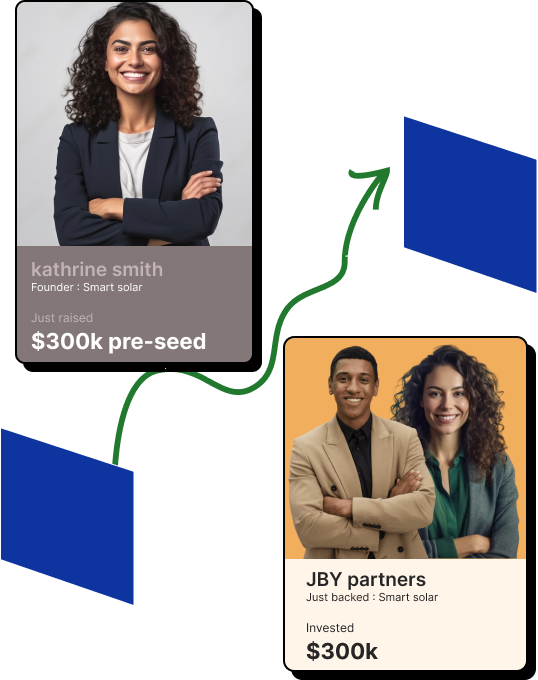 kathrine smith
Founder : Smart solar
Just raised
$300k pre-seed
JBY partners
Just backed : Smart solar
Invested
$300k